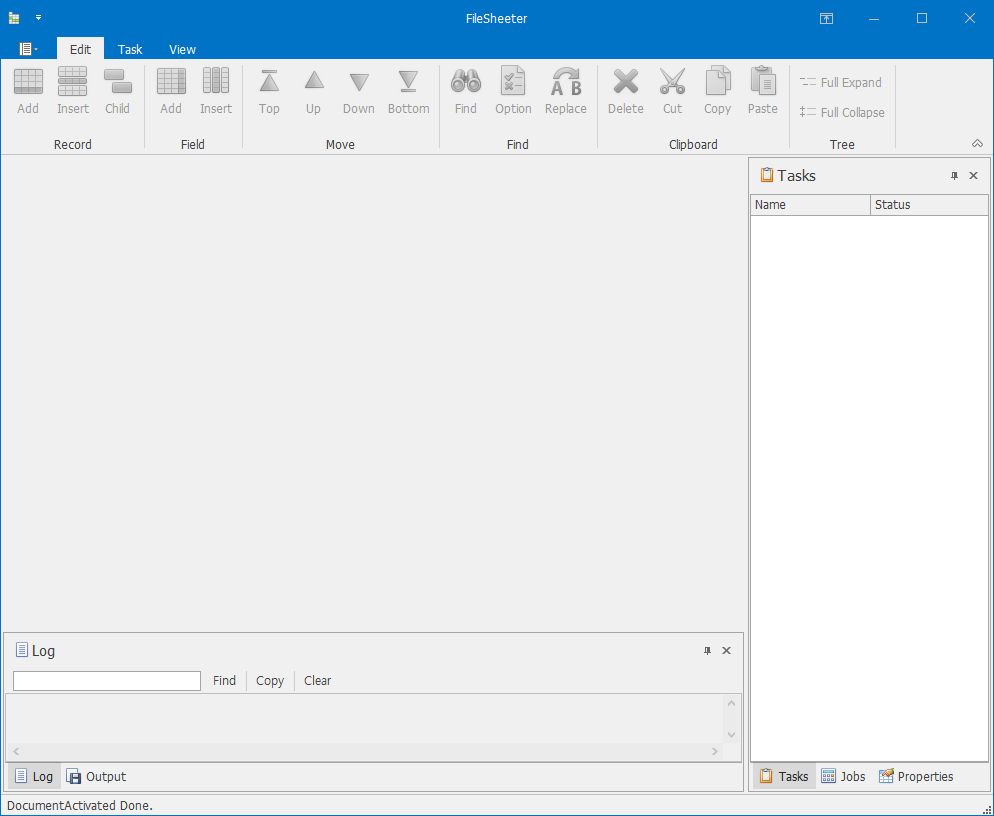 FileSheeter
Edit Task View
Add Insert Child Add Insert Top Up Down Bottom Find Option Replace Delete Cut Copy Paste Full Expand
Full Collapse
Record Field Move Find Clipboard Tree
Tasks
Name Status
Log
Find Copy Clear
Log Output
Tasks Jobs Properties
DocumentActivated Done.